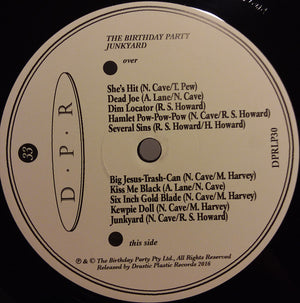 THE BIRTHDAY PARTY
JUNKYARD
over
She's Hit (N. Cave/T. Pew)
Dead Joe (A. Lane/N. Cave)
Dim Locator (R. S. Howard)
Hamlet Pow-Pow-Pow (N. Cave/R. S. Howard)
Several Sins (R. S. Howard/H. Howard)
D·P·R
33
DPRLP30
Big Jesus-Trash-Can (N. Cave/M. Harvey)
Kiss Me Black (A. Lane/N. Cave)
Six Inch Gold Blade (N. Cave/M. Harvey)
Kewpie Doll (N. Cave/M. Harvey)
Junkyard (N. Cave/R. S. Howard)
this side
℗ & © The Birthday Party Pty Ltd., All Rights Reserved
Released by Drastic Plastic Records 2016